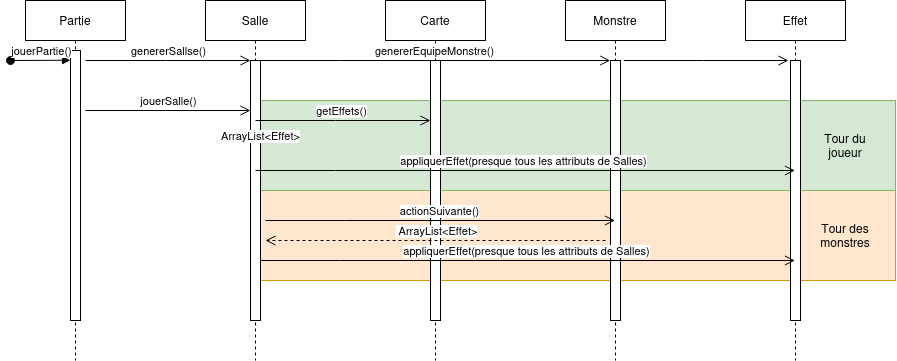 Partie
Salle
Carte
Monstre
Effet
jouerPartie()
genererSallse()
genererEquipeMonstre()
jouerSalle()
getEffets()
ArrayList<Effet>
Tour du
joueur
appliquerEffet(presque tous les attributs de Salles)
actionSuivante()
ArrayList<Effet>
Tour des
monstres
appliquerEffet(presque tous les attributs de Salles)